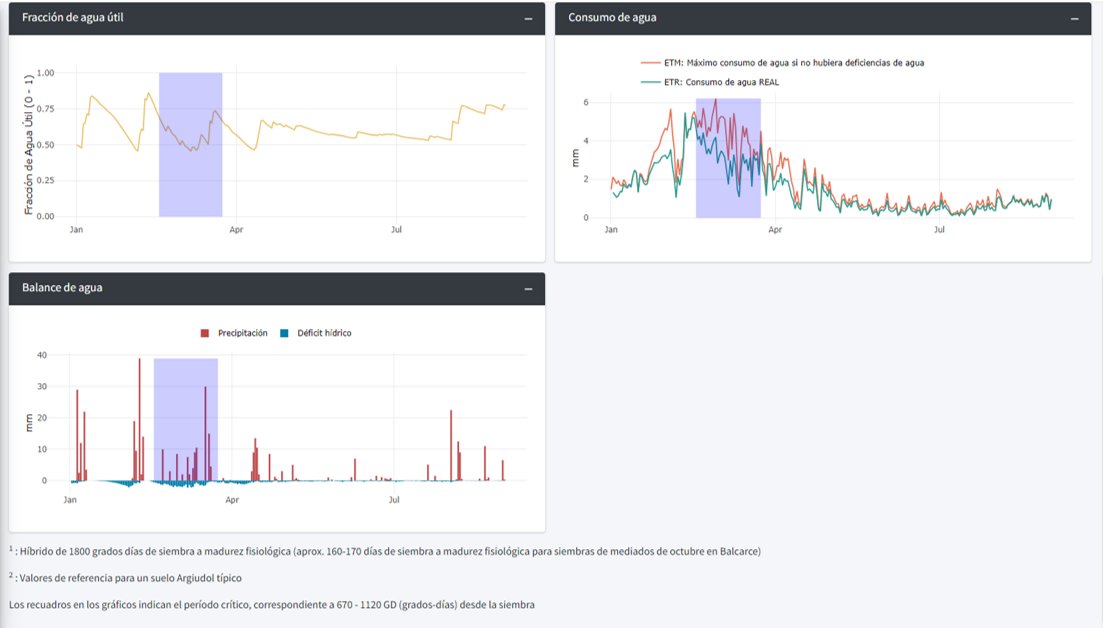 Fracción de agua útil
–
Consumo de agua
–
Fracción de Agua Útil (0 - 1)
1.00
0.75
0.50
0.25
0.00
Jan
Apr
Jul
ETM: Máximo consumo de agua si no hubiera deficiencias de agua
ETR: Consumo de agua REAL
mm
6
4
2
0
Jan
Apr
Jul
Balance de agua
–
Precipitación
Déficit hídrico
mm
40
30
20
10
0
Jan
Apr
Jul
1 : Híbrido de 1800 grados días de siembra a madurez fisiológica (aprox. 160-170 días de siembra a madurez fisiológica para siembras de mediados de octubre en Balcarce)
2 : Valores de referencia para un suelo Argiudol típico
Los recuadros en los gráficos indican el período crítico, correspondiente a 670 - 1120 GD (grados-días) desde la siembra